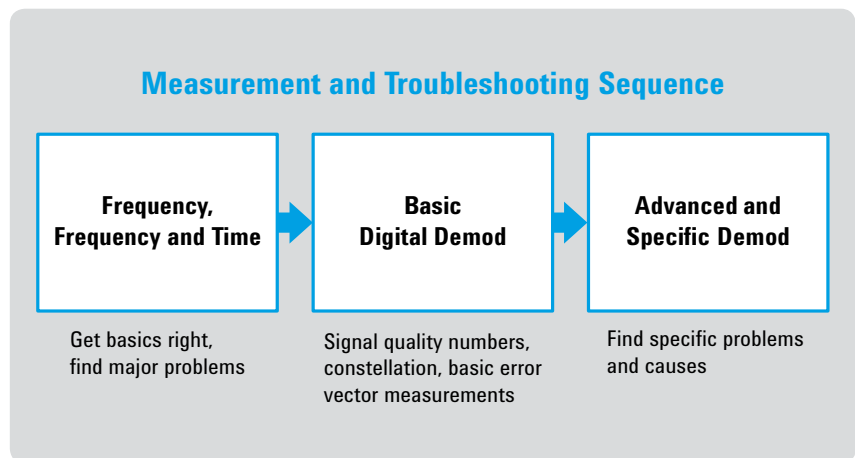 Measurement and Troubleshooting Sequence
Frequency,
Frequency and Time
Basic
Digital Demod
Advanced and
Specific Demod
Get basics right,
find major problems
Signal quality numbers,
constellation, basic error
vector measurements
Find specific problems
and causes